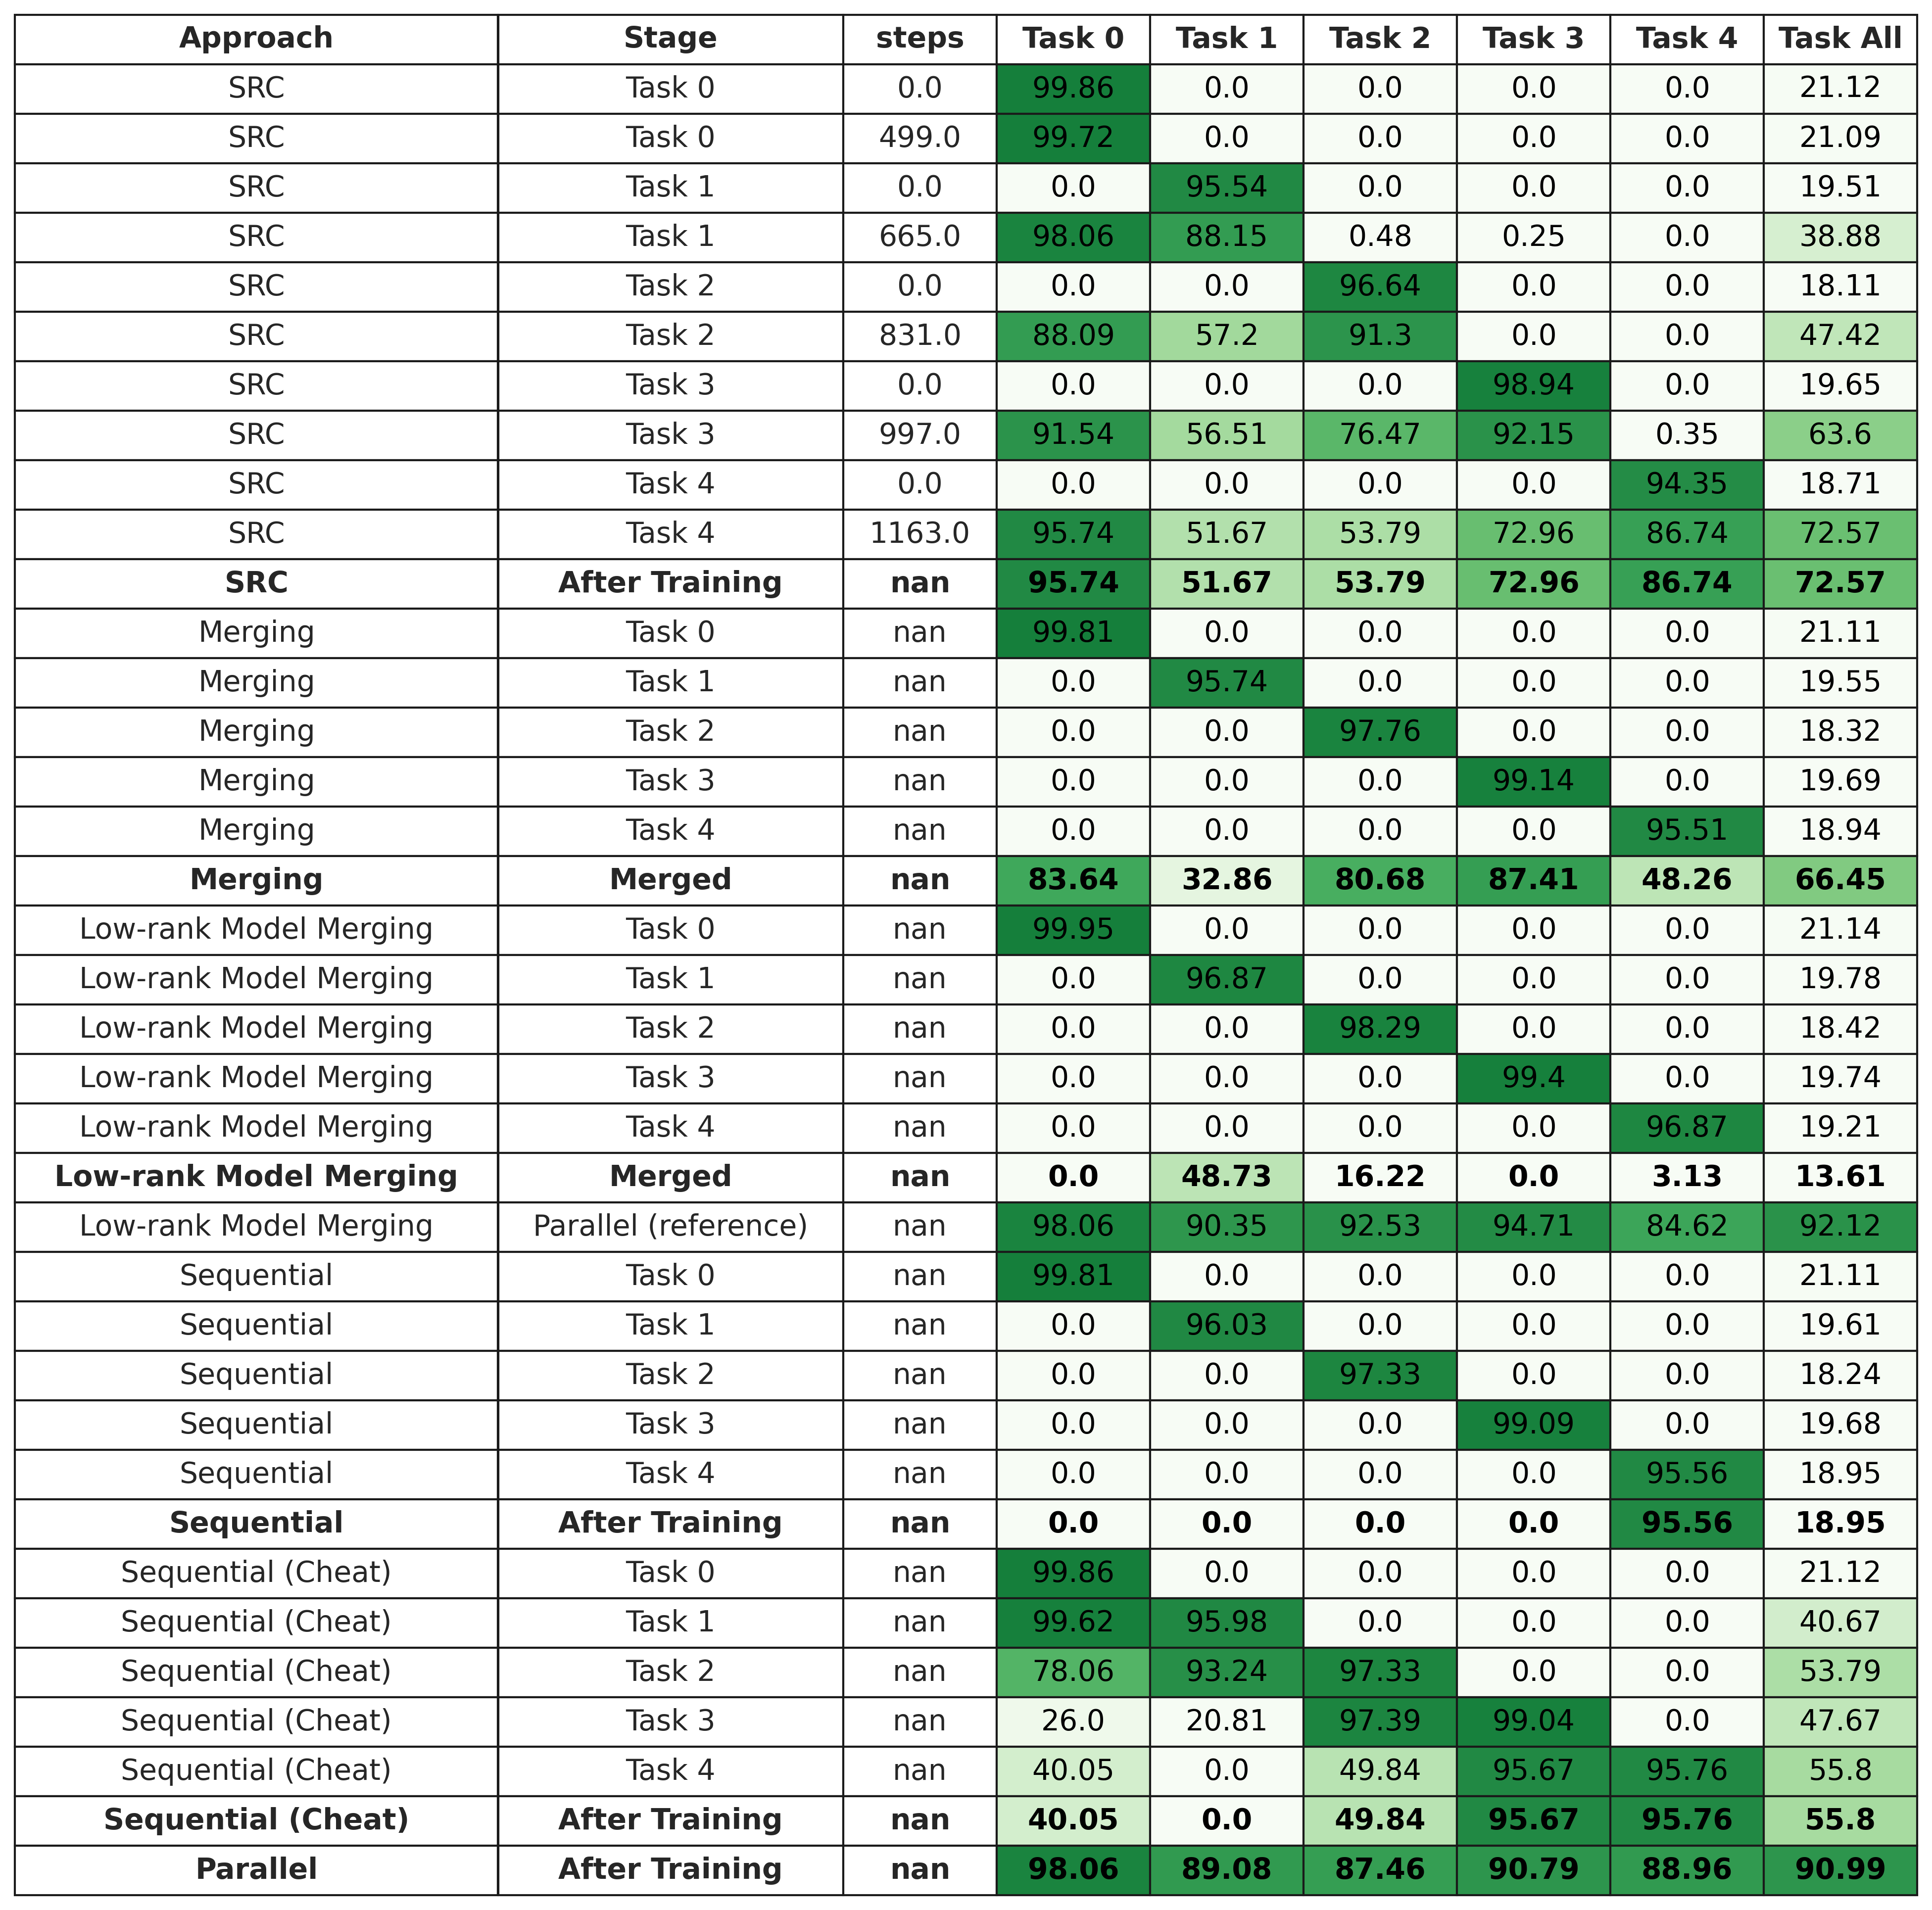 Approach Stage steps Task 0 Task 1 Task 2 Task 3 Task 4 Task All
SRC Task 0 0.0 99.86 0.0 0.0 0.0 0.0 21.12
SRC Task 0 499.0 99.72 0.0 0.0 0.0 0.0 21.09
SRC Task 1 0.0 0.0 95.54 0.0 0.0 0.0 19.51
SRC Task 1 665.0 98.06 88.15 0.48 0.25 0.0 38.88
SRC Task 2 0.0 0.0 0.0 96.64 0.0 0.0 18.11
SRC Task 2 831.0 88.09 57.2 91.3 0.0 0.0 47.42
SRC Task 3 0.0 0.0 0.0 0.0 98.94 0.0 19.65
SRC Task 3 997.0 91.54 56.51 76.47 92.15 0.35 63.6
SRC Task 4 0.0 0.0 0.0 0.0 0.0 94.35 18.71
SRC Task 4 1163.0 95.74 51.67 53.79 72.96 86.74 72.57
SRC After Training nan 95.74 51.67 53.79 72.96 86.74 72.57
Merging Task 0 nan 99.81 0.0 0.0 0.0 0.0 21.11
Merging Task 1 nan 0.0 95.74 0.0 0.0 0.0 19.55
Merging Task 2 nan 0.0 0.0 97.76 0.0 0.0 18.32
Merging Task 3 nan 0.0 0.0 0.0 99.14 0.0 19.69
Merging Task 4 nan 0.0 0.0 0.0 0.0 95.51 18.94
Merging Merged nan 83.64 32.86 80.68 87.41 48.26 66.45
Low-rank Model Merging Task 0 nan 99.95 0.0 0.0 0.0 0.0 21.14
Low-rank Model Merging Task 1 nan 0.0 96.87 0.0 0.0 0.0 19.78
Low-rank Model Merging Task 2 nan 0.0 0.0 98.29 0.0 0.0 18.42
Low-rank Model Merging Task 3 nan 0.0 0.0 0.0 99.4 0.0 19.74
Low-rank Model Merging Task 4 nan 0.0 0.0 0.0 0.0 96.87 19.21
Low-rank Model Merging Merged nan 0.0 48.73 16.22 0.0 3.13 13.61
Low-rank Model Merging Parallel (reference) nan 98.06 90.35 92.53 94.71 84.62 92.12
Sequential Task 0 nan 99.81 0.0 0.0 0.0 0.0 21.11
Sequential Task 1 nan 0.0 96.03 0.0 0.0 0.0 19.61
Sequential Task 2 nan 0.0 0.0 97.33 0.0 0.0 18.24
Sequential Task 3 nan 0.0 0.0 0.0 99.09 0.0 19.68
Sequential Task 4 nan 0.0 0.0 0.0 0.0 95.56 18.95
Sequential After Training nan 0.0 0.0 0.0 0.0 95.56 18.95
Sequential (Cheat) Task 0 nan 99.86 0.0 0.0 0.0 0.0 21.12
Sequential (Cheat) Task 1 nan 99.62 95.98 0.0 0.0 0.0 40.67
Sequential (Cheat) Task 2 nan 78.06 93.24 97.33 0.0 0.0 53.79
Sequential (Cheat) Task 3 nan 26.0 20.81 97.39 99.04 0.0 47.67
Sequential (Cheat) Task 4 nan 40.05 0.0 49.84 95.67 95.76 55.8
Sequential (Cheat) After Training nan 40.05 0.0 49.84 95.67 95.76 55.8
Parallel After Training nan 98.06 89.08 87.46 90.79 88.96 90.99